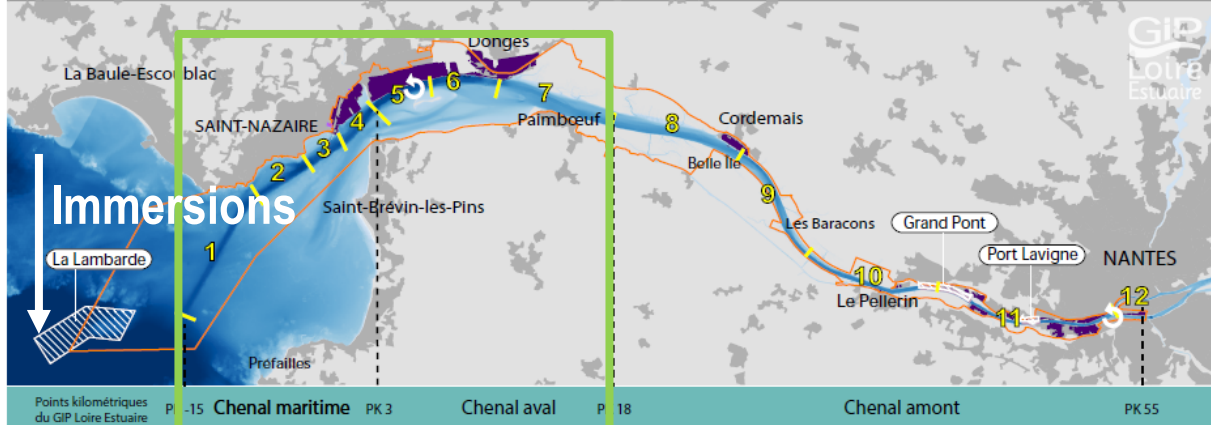 GIP
Loire
Estuaire
Donges
La Baule-Escoublac
6
5
7
SAINT-NAZAIRE
4
Paimbœuf
8
Cordemais
3
Belle Ile
2
Immersions
Saint-Brévin-les-Pins
9
Les Baracons
Grand Pont
1
La Lambarde
Port Lavigne
NANTES
10
Le Pellerin
12
11
Préfailles
Points kilométriques
du GIP Loire Estuaire
PK -15 Chenal maritime PK 3 Chenal aval PK 18 Chenal amont PK 55